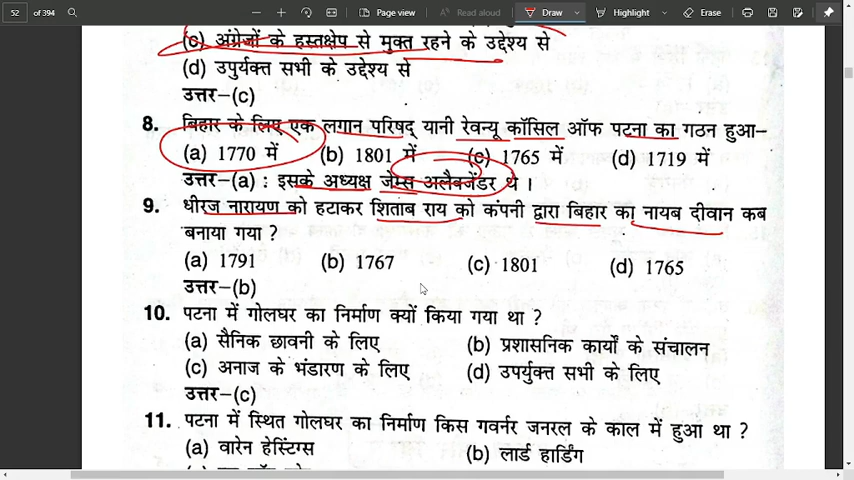 52 of 394
Page view
Read aloud
Draw
Highlight
Erase
(c) अंग्रेजों के हस्तक्षेप से मुक्त रहने के उद्देश्य से
(d) उपुर्यक्त सभी के उद्देश्य से
उत्तर-(c)
8. बिहार के लिए एक लगान परिषद् यानी रेवन्यू कॉसिल ऑफ पटना का गठन हुआ-
(a) 1770 में (b) 1801 में (c) 1765 में (d) 1719 में
उत्तर-(a) : इसके अध्यक्ष जेम्स अलैक्जेंडर थे ।
9. धीरज नारायण को हटाकर शिताब राय को कंपनी द्वारा बिहार का नायब दीवान कब
बनाया गया ?
(a) 1791 (b) 1767 (c) 1801 (d) 1765
उत्तर-(b)
10. पटना में गोलघर का निर्माण क्यों किया गया था ?
(a) सैनिक छावनी के लिए (b) प्रशासनिक कार्यो के संचालन
(c) अनाज के भंडारण के लिए (d) उपर्युक्त सभी के लिए
उत्तर-(c)
11. पटना में स्थित गोलघर का निर्माण किस गवर्नर जनरल के काल में हुआ था ?
(a) वारेन हेस्टिंग्स (b) लार्ड हार्डिंग